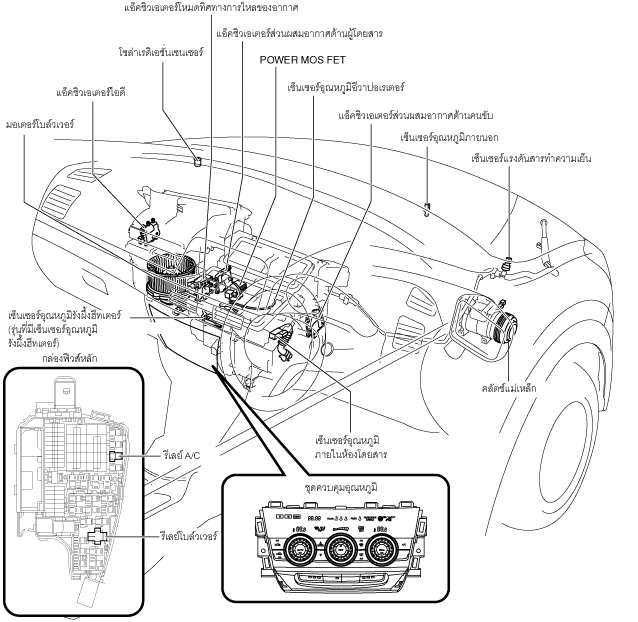 แอ็คชิวเอเตอร์โหมดทิศทางการไหลของอากาศ
แอ็คชิวเอเตอร์ส่วนผสมอากาศด้านผู้โดยสาร
โซล่าเรดิเอชั่นเซนเซอร์
POWER MOS FET
แอ็คชิวเอเตอร์ไอดี
เซ็นเซอร์อุณหภูมิอีวาปอเรเตอร์
มอเตอร์โบล์วเวอร์
แอ็คชิวเอเตอร์ส่วนผสมอากาศด้านคนขับ
เซ็นเซอร์อุณหภูมิภายนอก
เซ็นเซอร์แรงดันสารทำความเย็น
เซ็นเซอร์อุณหภูมิรังผึ้งฮีทเตอร์
(รุ่นที่มีเซ็นเซอร์อุณหภูมิ
รังผึ้งฮีทเตอร์)
กล่องฟิวส์หลัก
คลัตช์แม่เหล็ก
เซ็นเซอร์อุณหภูมิ
ภายในห้องโดยสาร
รีเลย์ A/C
ชุดควบคุมอุณหภูมิ
รีเลย์โบล์วเวอร์